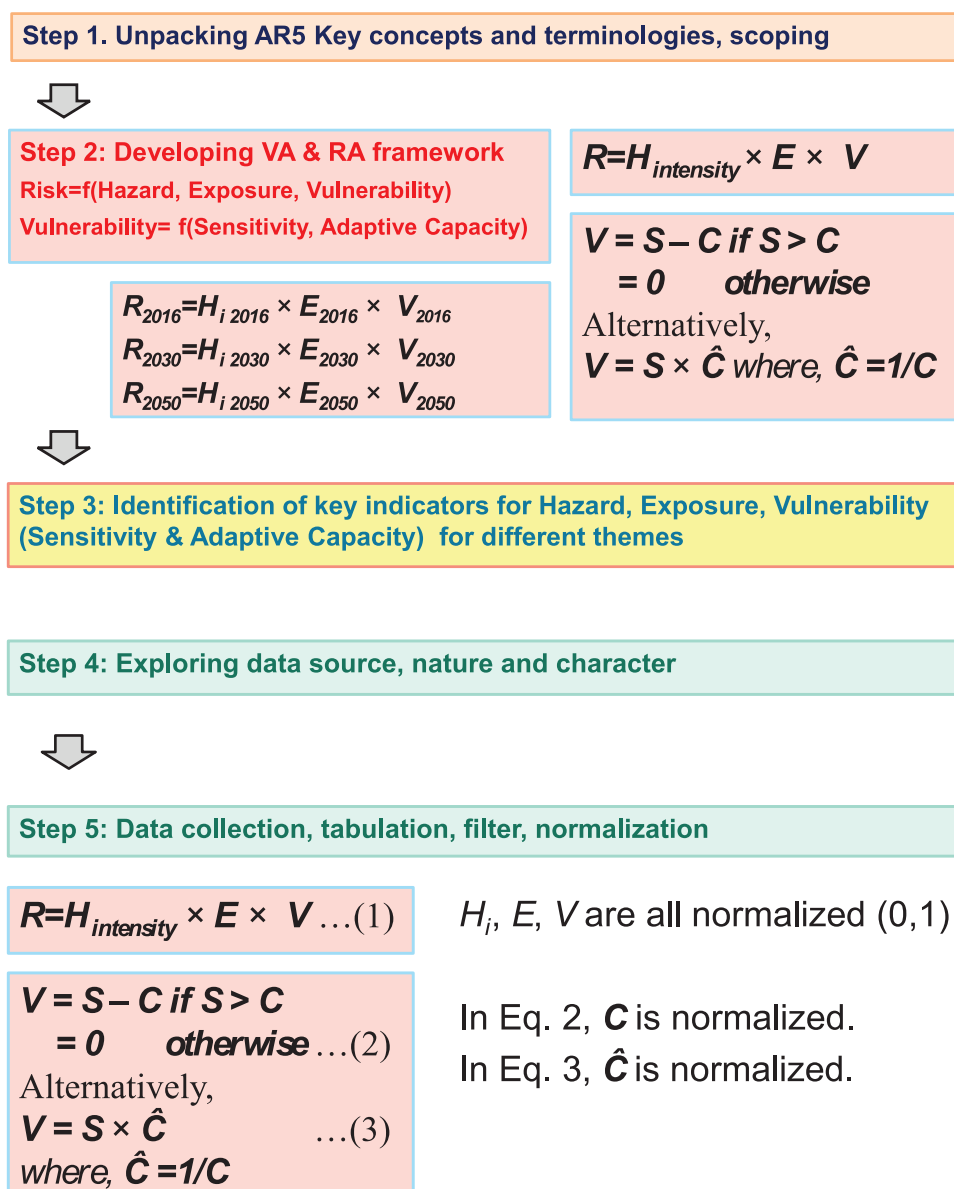 Step 1. Unpacking AR5 Key concepts and terminologies, scoping
Step 2: Developing VA & RA framework
Risk=f(Hazard, Exposure, Vulnerability)
Vulnerability= f(Sensitivity, Adaptive Capacity)
R=H intensity × E × V
V = S – C if S > C
= 0 otherwise
Alternatively,
V = S × Ĉ where, Ĉ =1/C
R2016=Hi 2016 × E2016 × V2016
R2030=Hi 2030 × E2030 × V2030
R2050=Hi 2050 × E2050 × V2050
Step 3: Identification of key indicators for Hazard, Exposure, Vulnerability
(Sensitivity & Adaptive Capacity) for different themes
Step 4: Exploring data source, nature and character
Step 5: Data collection, tabulation, filter, normalization
R=H intensity × E × V …(1)
V = S – C if S > C
= 0 otherwise …(2)
Alternatively,
V = S × Ĉ …(3)
where, Ĉ =1/C
Hi, E, V are all normalized (0,1)
In Eq. 2, C is normalized.
In Eq. 3, Ĉ is normalized.